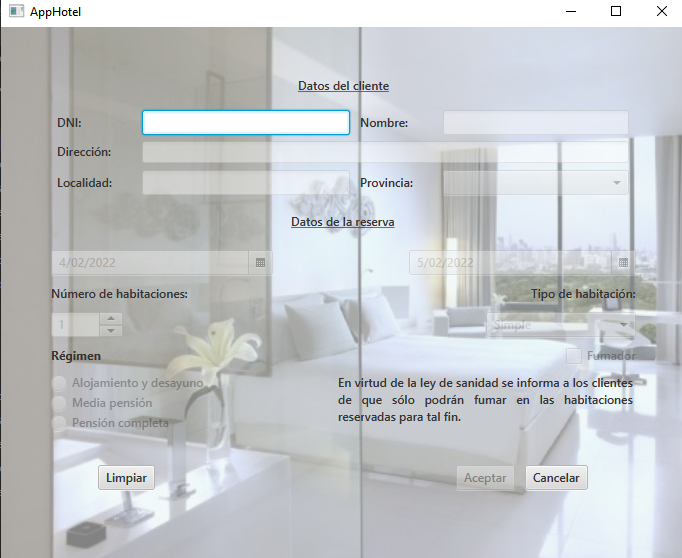 AppHotel
Datos del cliente
DNI: Nombre:
Dirección:
Localidad: Provincia:
Datos de la reserva
4/02/2022 5/02/2022
Número de habitaciones: Tipo de habitación:
1 Simple
Régimen Fumador
Alojamiento y desayuno
Media pensión
Pensión completa
En virtud de la ley de sanidad se informa a los clientes
de que sólo podrán fumar en las habitaciones
reservadas para tal fin.
Limpiar Aceptar Cancelar